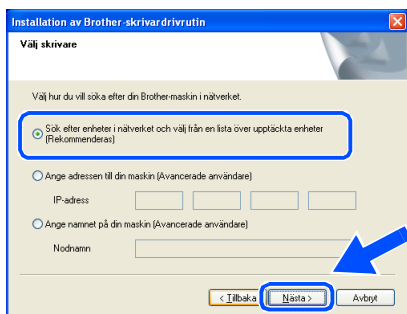 Installation av Brother-skrivardrivrutin
Välj skrivare
Välj hur du vill söka efter din Brother-maskin i nätverket.
Sök efter enheter i nätverket och välj från en lista över upptäckta enheter
(Rekommenderas)
Ange adressen till din maskin (Avancerade användare)
IP-adress
Ange namnet på din maskin (Avancerade användare)
Nodnamn
< Tillbaka Nästa > Avbryt